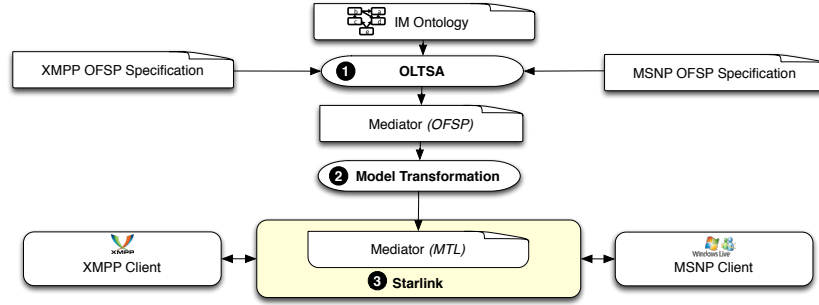 IM Ontology
XMPP OFSP Specification
1 OLTSA
MSNP OFSP Specification
Mediator (OFSP)
2 Model Transformation
XMPP
XMPP Client
Mediator (MTL)
3 Starlink
Windows Live
MSNP Client